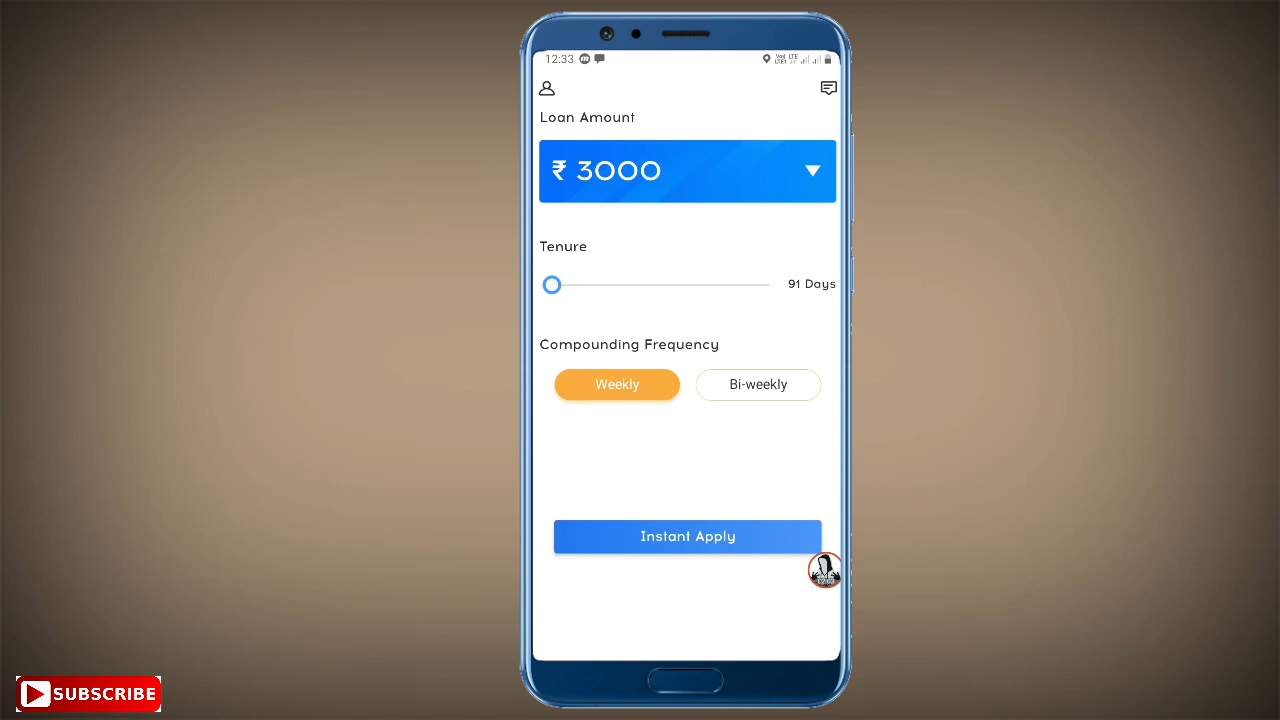 12:33
Loan Amount
₹ 3000
Tenure
91 Days
Compounding Frequency
Weekly
Bi-weekly
Instant Apply
SUBSCRIBE